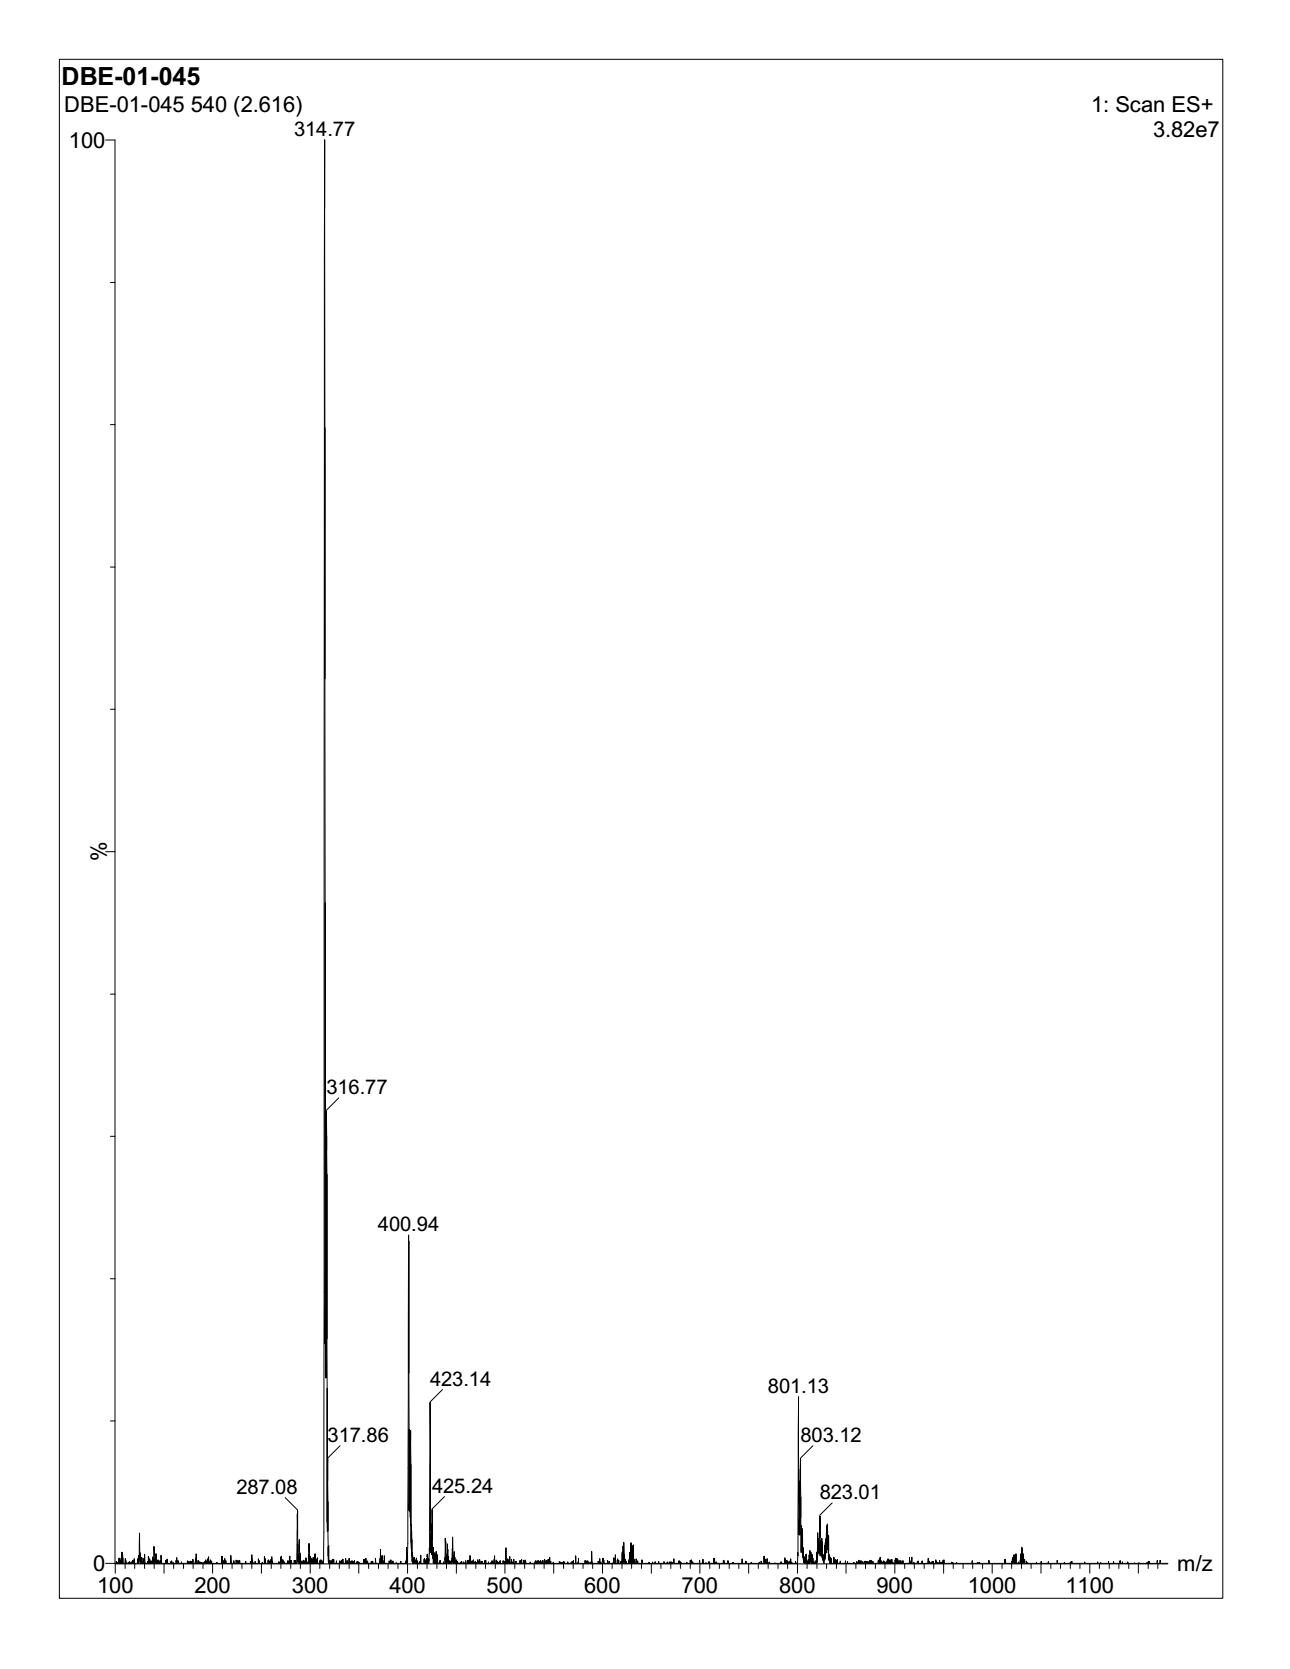 DBE-01-045
DBE-01-045 540 (2.616)
1: Scan ES+
3.82e7
314.77
100
%
316.77
400.94
423.14
801.13
317.86
803.12
287.08
425.24
823.01
0
m/z
100 200 300 400 500 600 700 800 900 1000 1100